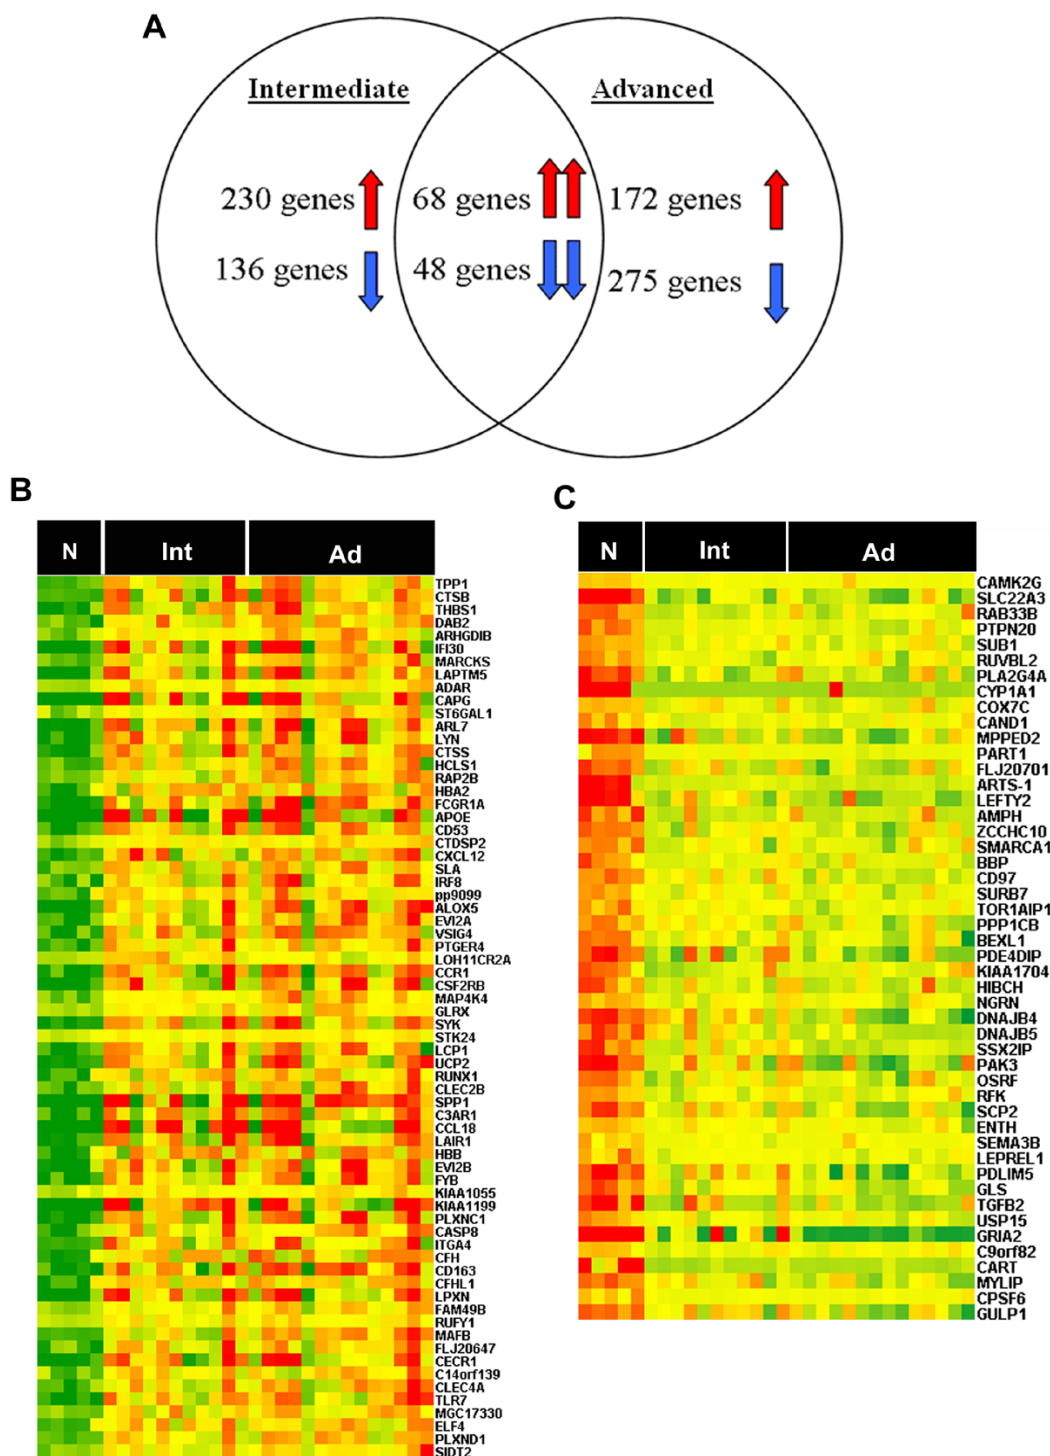 A
Intermediate
Advanced
230 genes
68 genes
172 genes
136 genes
48 genes
275 genes
B
N
Int
Ad
TPP1
CTSB
THBS1
DAB2
ARHGDIB
IFI30
MARCKS
LAPTM5
ADAR
CAPG
ST6GAL1
ARL7
LYN
CTSS
HCLS1
RAP2B
HBA2
FCGR1A
APOE
CD53
CTDSP2
CXCL12
SLA
IRF8
pp9099
ALOX5
EVI2A
VSIG4
PTGER4
LOH11CR2A
CCR1
CSF2RB
MAP4K4
GLRX
SYK
STK24
LCP1
UCP2
RUNX1
CLEC2B
SPP1
C3AR1
CCL18
LAIR1
HBB
EVI2B
FYB
KIAA1055
KIAA1199
PLXNC1
CASP8
ITGA4
CFH
CD163
CFHL1
LPXN
FAM49B
RUFY1
MAFB
FLJ20647
CECR1
C14orf139
CLEC4A
TLR7
MGC17330
ELF4
PLXND1
SIDT2
C
N
Int
Ad
CAMK2G
SLC22A3
RAB33B
PTPN20
SUB1
RUVBL2
PLA2G4A
CYP1A1
COX7C
CAND1
MPPED2
PART1
FLJ20701
ARTS-1
LEFTY2
AMPH
ZCCHC10
SMARCA1
BBP
CD97
SURB7
TOR1AIP1
PPP1CB
BEXL1
PDE4DIP
KIAA1704
HIBCH
NGRN
DNAJB4
DNAJB5
SSX2IP
PAK3
OSRF
RFK
SCP2
ENTH
SEMA3B
LEPREL1
PDLIM5
GLS
TGFB2
USP15
GRIA2
C9orf82
CART
MYLIP
CPSF6
GULP1